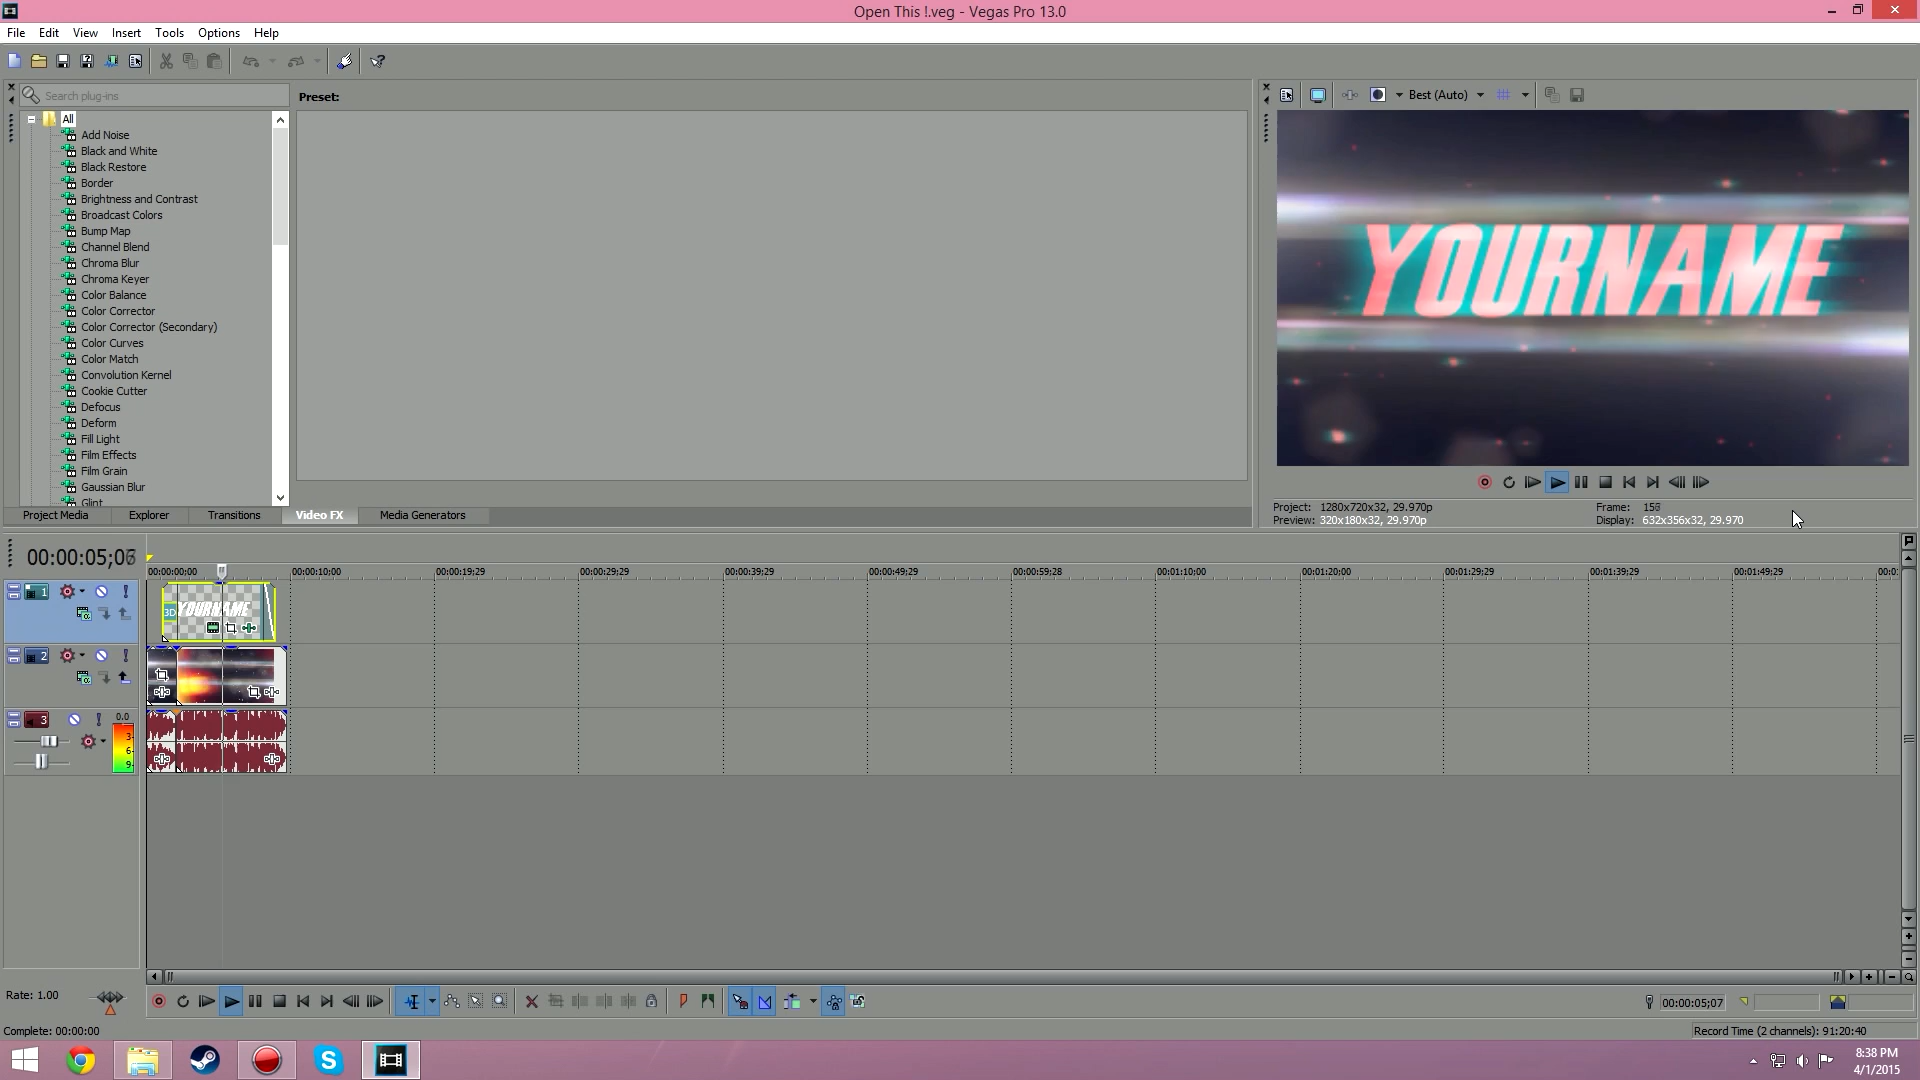 Open This !.veg - Vegas Pro 13.0
File Edit View Insert Tools Options Help
Search plug-ins
Preset:
Best (Auto)
All
Add Noise
Black and White
Black Restore
Border
Brightness and Contrast
Broadcast Colors
Bump Map
Channel Blend
Chroma Blur
Chroma Keyer
Color Balance
Color Corrector
Color Corrector (Secondary)
Color Curves
Color Match
Convolution Kernel
Cookie Cutter
Defocus
Deform
Fill Light
Film Effects
Film Grain
Gaussian Blur
Glint
YOURNAME
Project Media Explorer Transitions Video FX Media Generators
Project: 1280x720x32, 29.970p
Preview: 320x180x32, 29.970p
Frame:
Display: 632x356x32, 29.970
00:00:00;00 00:00:10;00 00:00:19;29 00:00:29;29 00:00:39;29 00:00:49;29 00:00:59;28 00:01:10;00 00:01:20;00 00:01:29;29 00:01:39;29 00:01:49;29 00:0
1
3D YOURNAME
2
3
0.0
3
6
9
Rate: 1.00
00:00:05;07
Complete: 00:00:00
Record Time (2 channels): 91:20:40
8:38 PM
4/1/2015